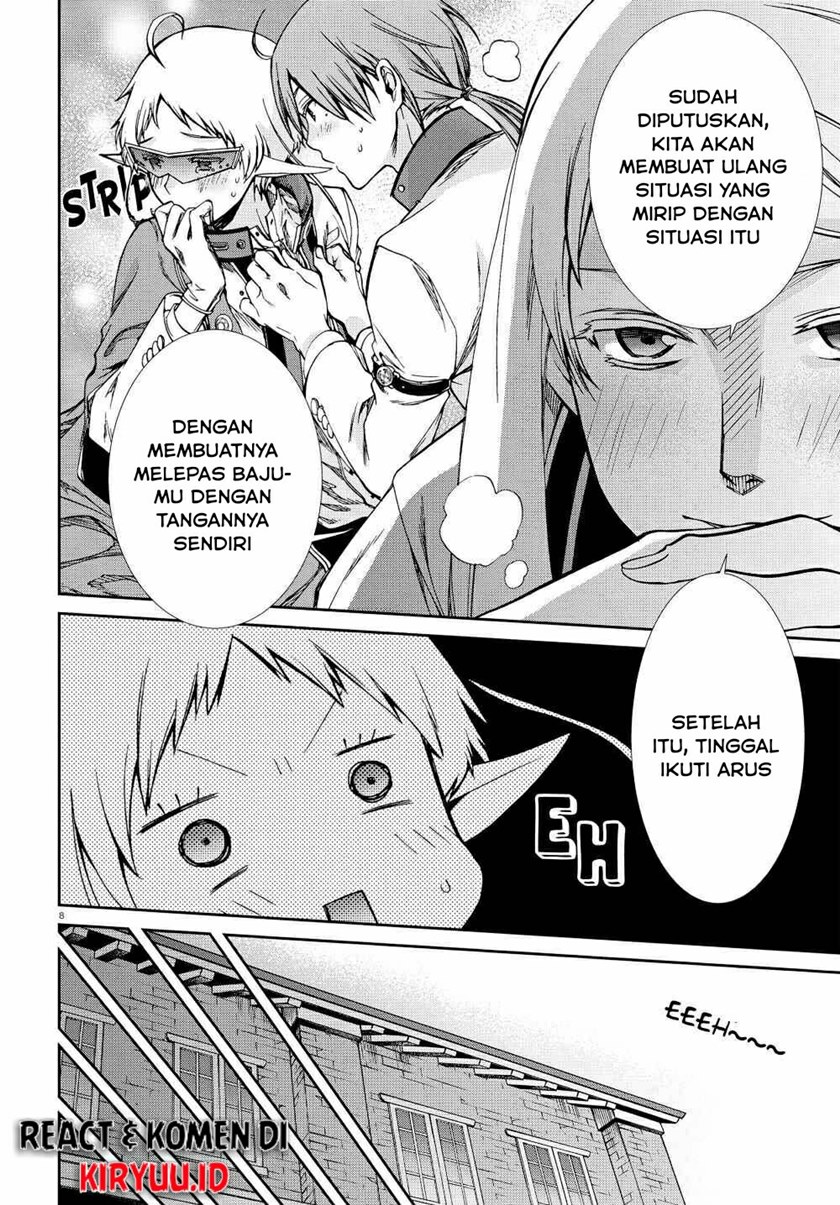 SUDAH
DIPUTUSKAN,
KITA AKAN
MEMBUAT ULANG
SITUASI YANG
MIRIP DENGAN
SITUASI ITU
STRIP
DENGAN
MEMBUATNYA
MELEPAS BAJU-
MU DENGAN
TANGANNYA
SENDIRI
SETELAH
ITU, TINGGAL
IKUTI ARUS
EH
8
EEEH~~~
REACT & KOMEN DI
KIRYUU.ID